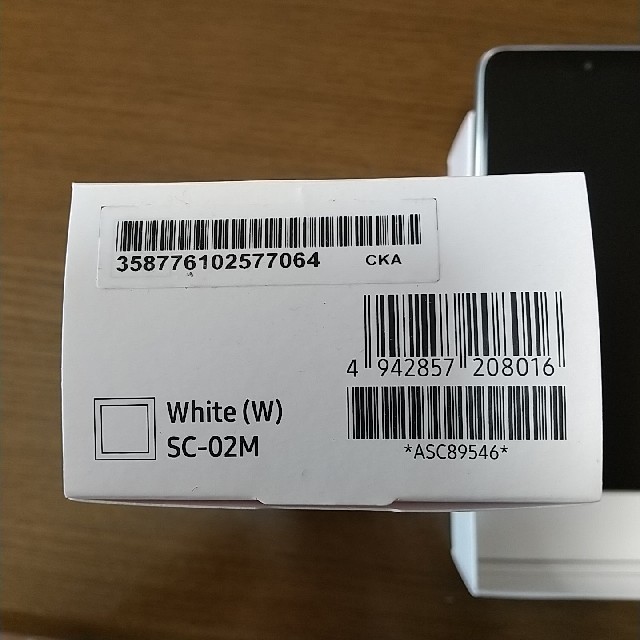 358776102577064 CKA
4 942857 208016
*ASC89546*
White (W)
SC-02M